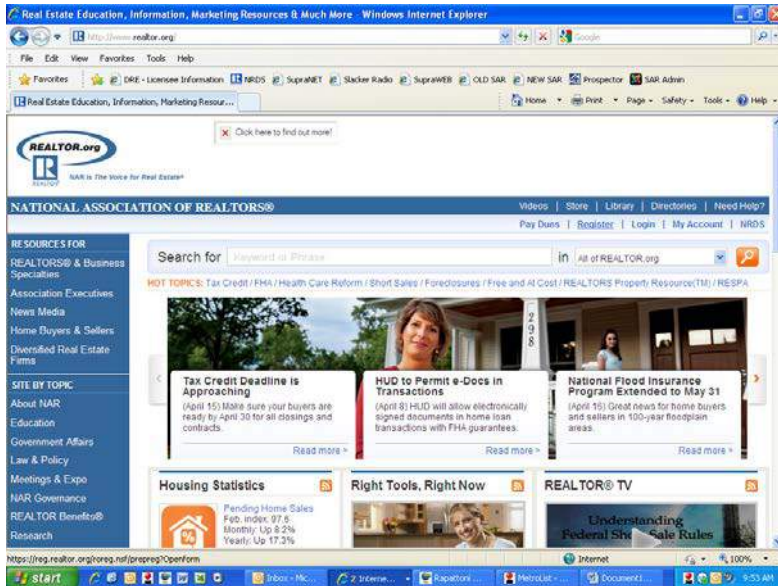 Real Estate Education, Information, Marketing Resources & Much More - Windows Internet Explorer
http://www.realtor.org/
Google
File Edit View Favorites Tools Help
Favorites DRE - Licensee Information NRDS SupraNET Slacker Radio SupraWEB OLD SAR NEW SAR Prospector SAR Admin
Real Estate Education, Information, Marketing Resour... Home Print Page Safety Tools Help
Click here to find out more!
REALTOR.org
R
REALTOR®
NAR is The Voice for Real Estate®
NATIONAL ASSOCIATION OF REALTORS® Videos | Store | Library | Directories | Need Help?
Pay Dues | Register | Login | My Account | NRDS
RESOURCES FOR
REALTORS® & Business
Specialties
Association Executives
News Media
Home Buyers & Sellers
Diversified Real Estate
Firms
SITE BY TOPIC
About NAR
Education
Government Affairs
Law & Policy
Meetings & Expo
NAR Governance
REALTOR Benefits®
Research
Search for Keyword or Phrase in All of REALTOR.org
HOT TOPICS: Tax Credit / FHA / Health Care Reform / Short Sales / Foreclosures / Free and At Cost / REALTORS Property Resource(TM) / RESPA
298
Tax Credit Deadline is
Approaching
(April 15) Make sure your buyers are
ready by April 30 for all closings and
contracts.
Read more >
HUD to Permit e-Docs in
Transactions
(April 8) HUD will allow electronically
signed documents in home loan
transactions with FHA guarantees.
Read more >
National Flood Insurance
Program Extended to May 31
(April 16) Great news for home buyers
and sellers in 100-year floodplain
areas.
Read more >
Housing Statistics
Pending Home Sales
Feb. index: 97.6
Monthly: Up 8.2%
Yearly: Up 17.3%
Right Tools, Right Now
REALTOR® TV
Understanding
Federal Short Sale Rules
https://reg.realtor.org/roreg.nsf/prepreg?Openform Internet 100%
start Inbox - Mic... 2 Interne... Rapattoni ... MetroList - ... Document1... 9:53 AM